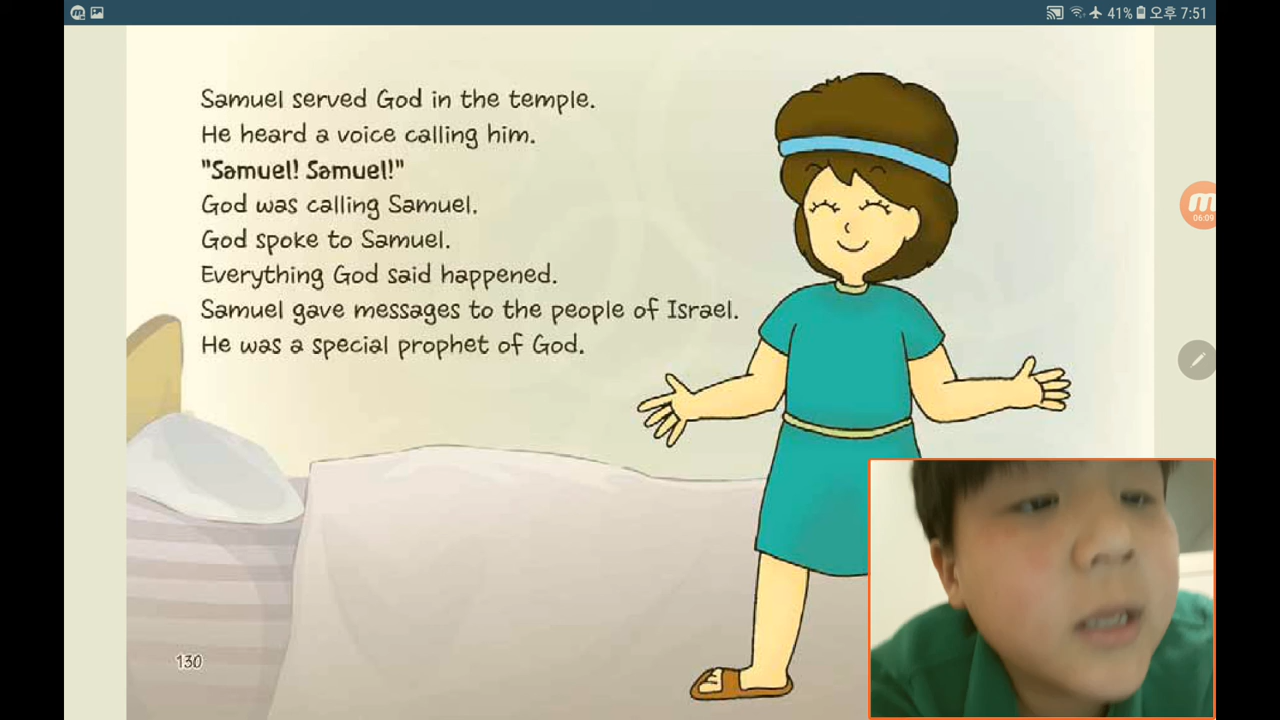 41% 오후 7:51
Samuel served God in the temple.
He heard a voice calling him.
"Samuel! Samuel!"
God was calling Samuel.
God spoke to Samuel.
Everything God said happened.
Samuel gave messages to the people of Israel.
He was a special prophet of God.
06:09
130